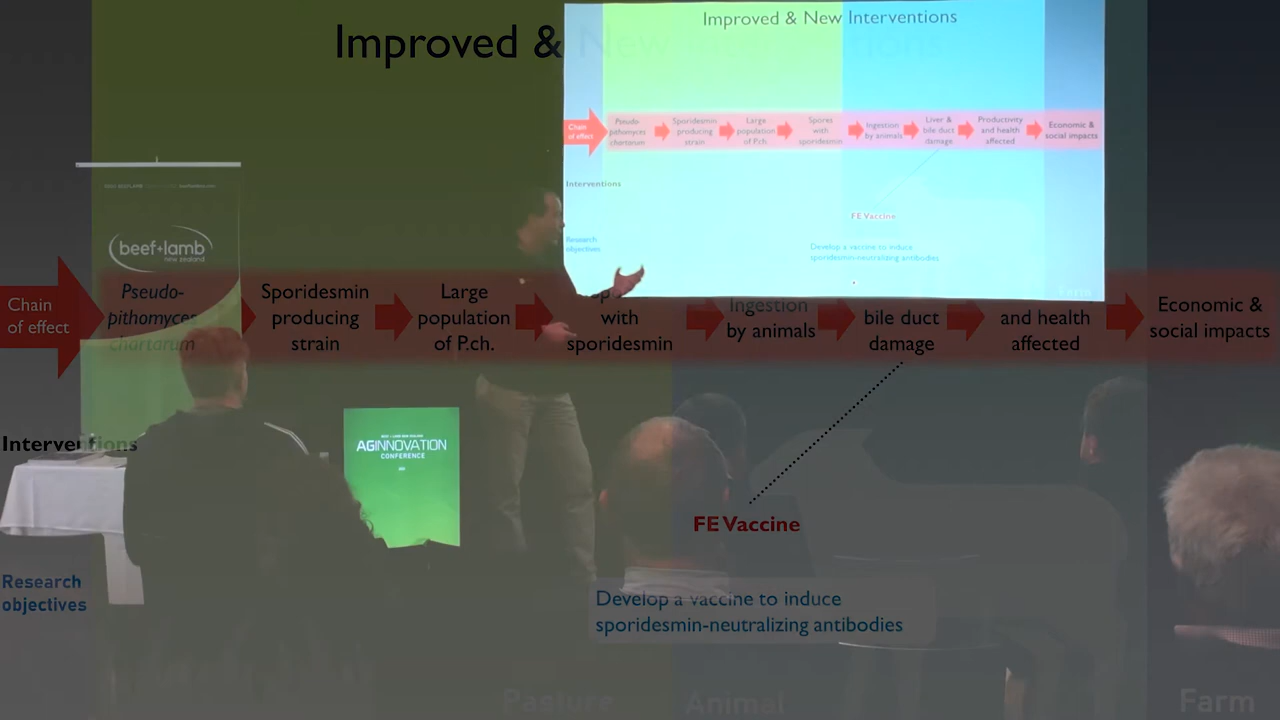 Improved & New Interventions
Improved & New Interventions
Chain
of effect
Pseudo-
pithomyces
chartarum
Sporidesmin
producing
strain
Large
population
of P.ch.
Spores
with
sporidesmin
Ingestion
by animals
Liver &
bile duct
damage
Productivity
and health
affected
Economic &
social impacts
Interventions
FE Vaccine
Research
objectives
Develop a vaccine to induce
sporidesmin-neutralizing antibodies
Farm
beef+lamb
new zealand
Chain
of effect
Pseudo-
pithomyces
chartarum
Sporidesmin
producing
strain
Large
population
of P.ch.
with
sporidesmin
Ingestion
by animals
bile duct
damage
and health
affected
Economic &
social impacts
Interventions
AGINNOVATION
CONFERENCE
FE Vaccine
Research
objectives
Develop a vaccine to induce
sporidesmin-neutralizing antibodies
Pasture
Animal
Farm